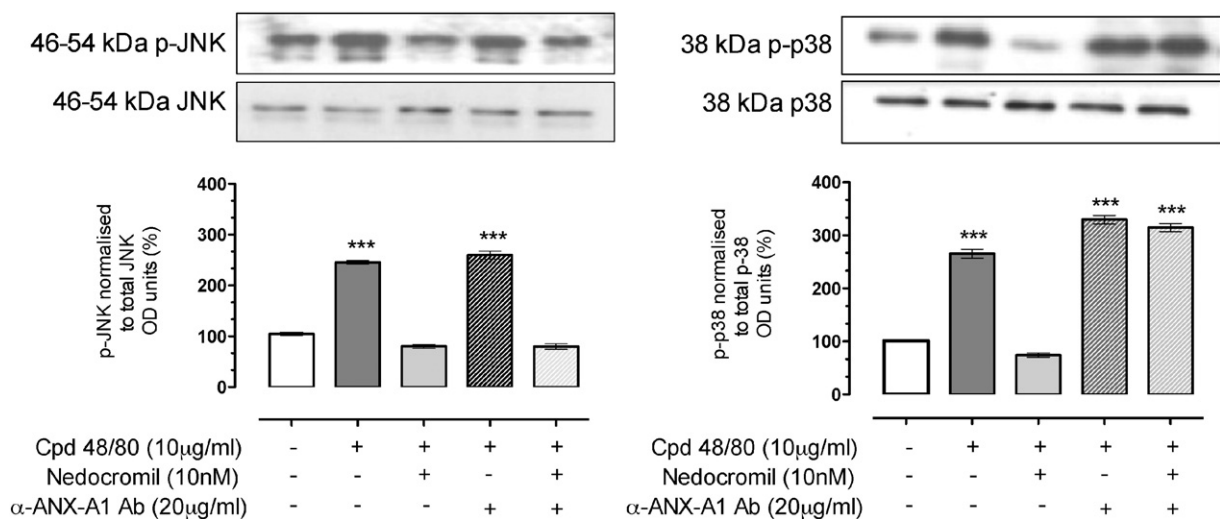 46-54 kDa p-JNK
46-54 kDa JNK
p-JNK normalised
to total JNK
OD units (%)
400
300
200
100
0
***
***
Cpd 48/80 (10µg/ml) - + + + +
Nedocromil (10nM) - - + - +
α-ANX-A1 Ab (20µg/ml) - - - + +
38 kDa p-p38
38 kDa p38
p-p38 normalised
to total p-38
OD units (%)
400
300
200
100
0
***
***
***
Cpd 48/80 (10µg/ml) - + + + +
Nedocromil (10nM) - - + - +
α-ANX-A1 Ab (20µg/ml) - - - + +